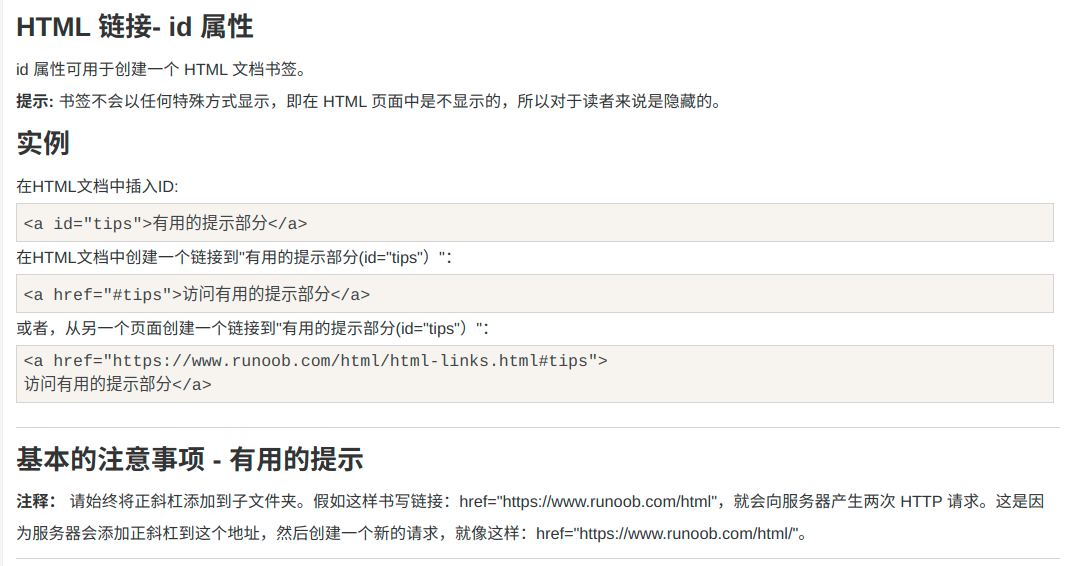 HTML 链接- id 属性
id 属性可用于创建一个 HTML 文档书签。
提示: 书签不会以任何特殊方式显示，即在 HTML 页面中是不显示的，所以对于读者来说是隐藏的。
实例
在HTML文档中插入ID:
<a id="tips">有用的提示部分</a>
在HTML文档中创建一个链接到"有用的提示部分(id="tips"）"：
<a href="#tips">访问有用的提示部分</a>
或者，从另一个页面创建一个链接到"有用的提示部分(id="tips"）"：
<a href="https://www.runoob.com/html/html-links.html#tips">
访问有用的提示部分</a>
基本的注意事项 - 有用的提示
注释： 请始终将正斜杠添加到子文件夹。假如这样书写链接：href="https://www.runoob.com/html"，就会向服务器产生两次 HTTP 请求。这是因
为服务器会添加正斜杠到这个地址，然后创建一个新的请求，就像这样：href="https://www.runoob.com/html/"。